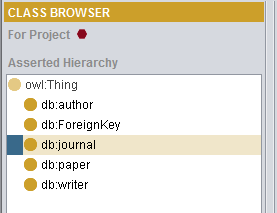 CLASS BROWSER
For Project
Asserted Hierarchy
owl:Thing
db:author
db:ForeignKey
db:journal
db:paper
db:writer